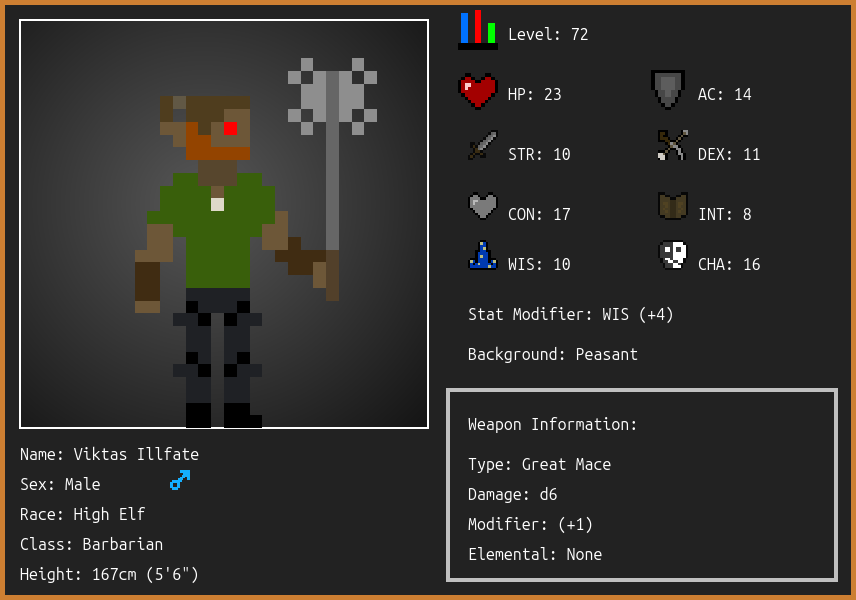 Level: 72
HP: 23
AC: 14
STR: 10
DEX: 11
CON: 17
INT: 8
WIS: 10
CHA: 16
Stat Modifier: WIS (+4)
Background: Peasant
Weapon Information:
Type: Great Mace
Damage: d6
Modifier: (+1)
Elemental: None
Name: Viktas Illfate
Sex: Male
Race: High Elf
Class: Barbarian
Height: 167cm (5'6")